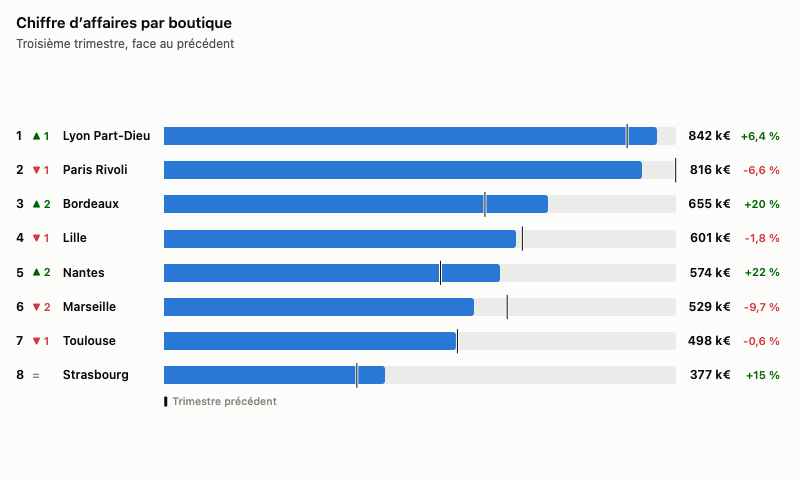 Chiffre d’affaires par boutique
Troisième trimestre, face au précédent
1 ▲ 1 Lyon Part-Dieu 842 k€ +6,4 %
2 ▼ 1 Paris Rivoli 816 k€ -6,6 %
3 ▲ 2 Bordeaux 655 k€ +20 %
4 ▼ 1 Lille 601 k€ -1,8 %
5 ▲ 2 Nantes 574 k€ +22 %
6 ▼ 2 Marseille 529 k€ -9,7 %
7 ▼ 1 Toulouse 498 k€ -0,6 %
8 = Strasbourg 377 k€ +15 %
Trimestre précédent